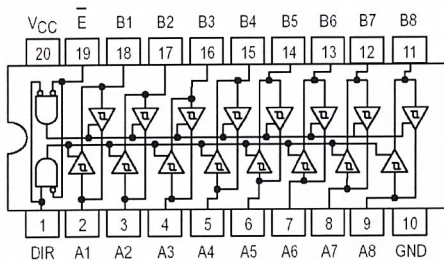 V_CC E̅ B1 B2 B3 B4 B5 B6 B7 B8
20 19 18 17 16 15 14 13 12 11
1 2 3 4 5 6 7 8 9 10
DIR A1 A2 A3 A4 A5 A6 A7 A8 GND